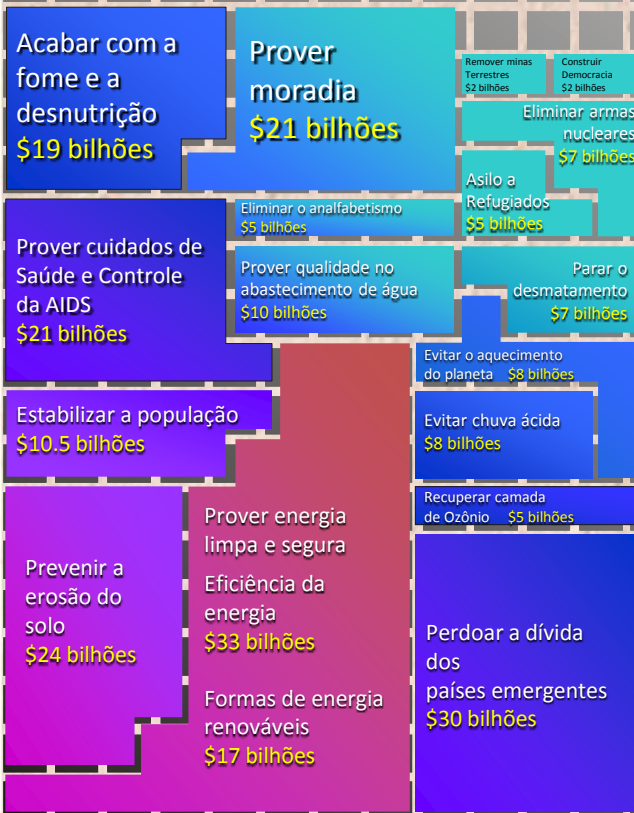 Acabar com a
fome e a
desnutrição
$19 bilhões
Prover
moradia
$21 bilhões
Remover minas
Terrestres
$2 bilhões
Construir
Democracia
$2 bilhões
Eliminar armas
nucleares
$7 bilhões
Asilo a
Refugiados
$5 bilhões
Eliminar o analfabetismo
$5 bilhões
Prover cuidados de
Saúde e Controle
da AIDS
$21 bilhões
Prover qualidade no
abastecimento de água
$10 bilhões
Parar o
desmatamento
$7 bilhões
Evitar o aquecimento
do planeta $8 bilhões
Estabilizar a população
$10.5 bilhões
Evitar chuva ácida
$8 bilhões
Recuperar camada
de Ozônio $5 bilhões
Prevenir a
erosão do
solo
$24 bilhões
Prover energia
limpa e segura
Eficiência da
energia
$33 bilhões
Formas de energia
renováveis
$17 bilhões
Perdoar a dívida
dos
países emergentes
$30 bilhões